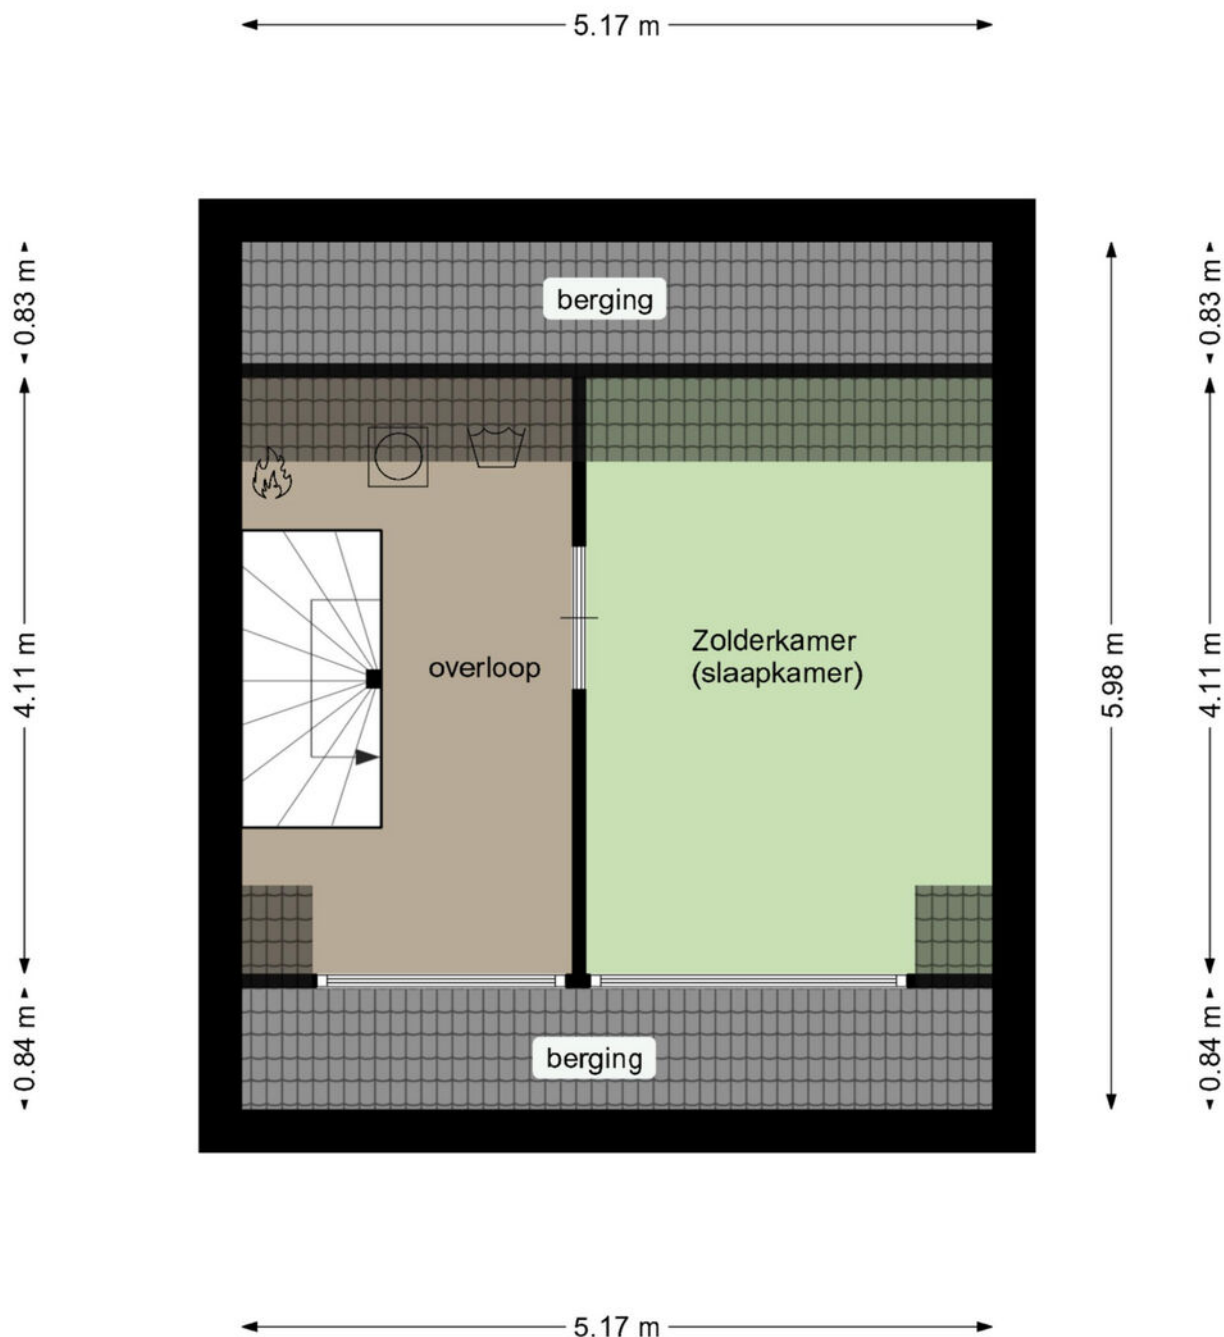 5.17 m
0.83 m
0.83 m
berging
4.11 m
overloop
Zolderkamer
(slaapkamer)
5.98 m
4.11 m
0.84 m
berging
0.84 m
5.17 m